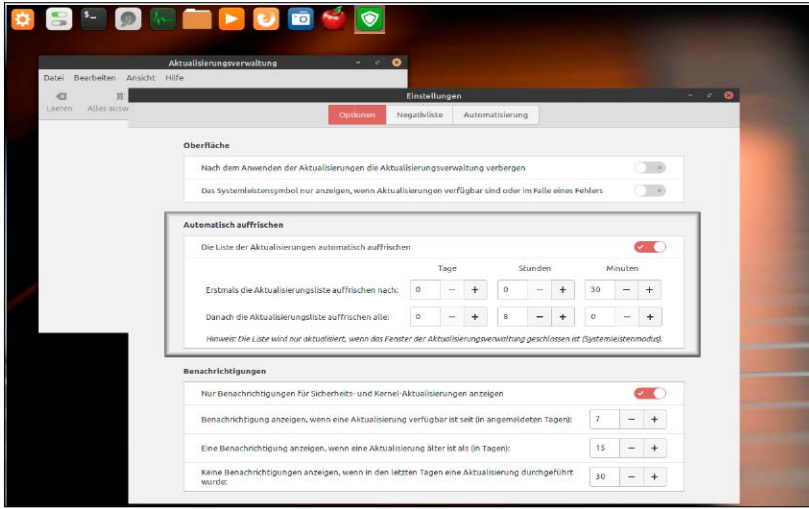 Aktualisierungsverwaltung
Datei Bearbeiten Ansicht Hilfe
Leeren Alles ausw
Einstellungen
Optionen Negativliste Automatisierung
Oberfläche
Nach dem Anwenden der Aktualisierungen die Aktualisierungsverwaltung verbergen
Das Systemleistensymbol nur anzeigen, wenn Aktualisierungen verfügbar sind oder im Falle eines Fehlers
Automatisch auffrischen
Die Liste der Aktualisierungen automatisch auffrischen
Tage Stunden Minuten
Erstmals die Aktualisierungsliste auffrischen nach: 0 − + 0 − + 30 − +
Danach die Aktualisierungsliste auffrischen alle: 0 − + 8 − + 0 − +
Hinweis: Die Liste wird nur aktualisiert, wenn das Fenster der Aktualisierungsverwaltung geschlossen ist (Systemleistenmodus).
Benachrichtigungen
Nur Benachrichtigungen für Sicherheits- und Kernel-Aktualisierungen anzeigen
Benachrichtigung anzeigen, wenn eine Aktualisierung verfügbar ist seit (in angemeldeten Tagen): 7 − +
Eine Benachrichtigung anzeigen, wenn eine Aktualisierung älter ist als (in Tagen): 15 − +
Keine Benachrichtigungen anzeigen, wenn in den letzten Tagen eine Aktualisierung durchgeführt
wurde: 30 − +